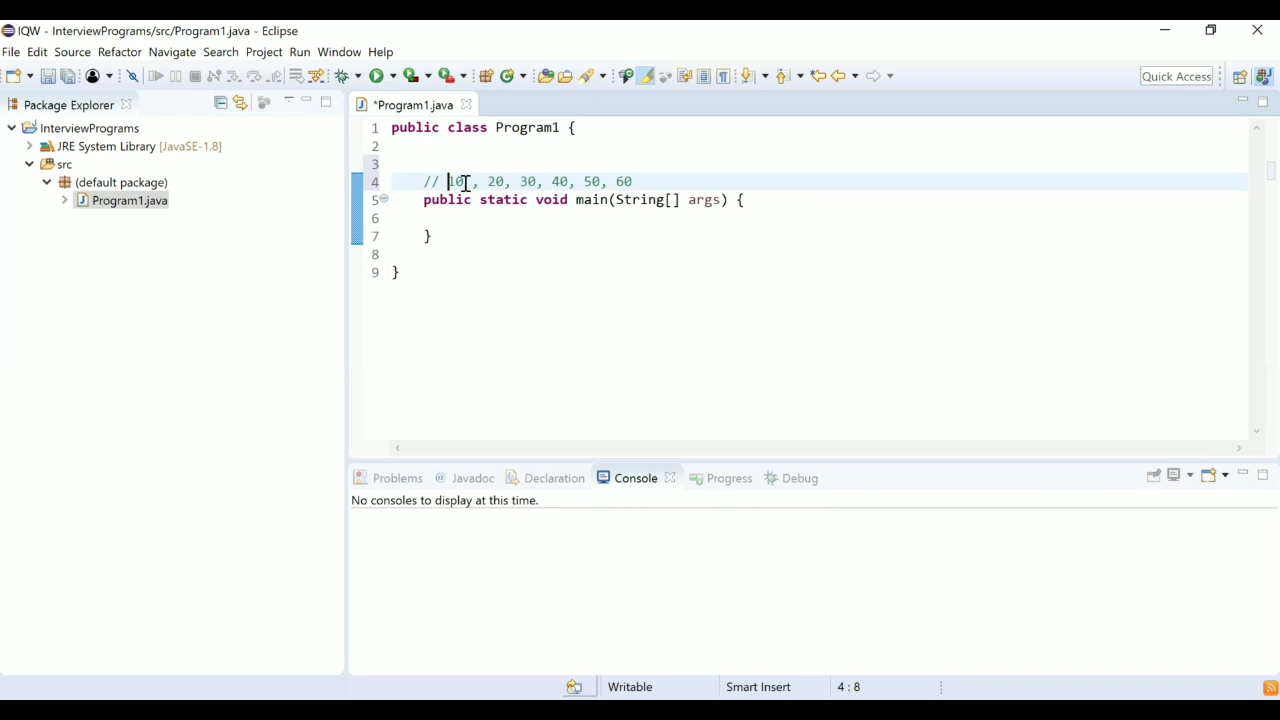 IQW - InterviewPrograms/src/Program1.java - Eclipse
File Edit Source Refactor Navigate Search Project Run Window Help
Quick Access
Package Explorer
InterviewPrograms
JRE System Library [JavaSE-1.8]
src
(default package)
Program1.java
*Program1.java
1 public class Program1 {
2
3
4 // 10 , 20, 30, 40, 50, 60
5 public static void main(String[] args) {
6
7 }
8
9 }
Problems @ Javadoc Declaration Console Progress Debug
No consoles to display at this time.
Writable Smart Insert 4 : 8